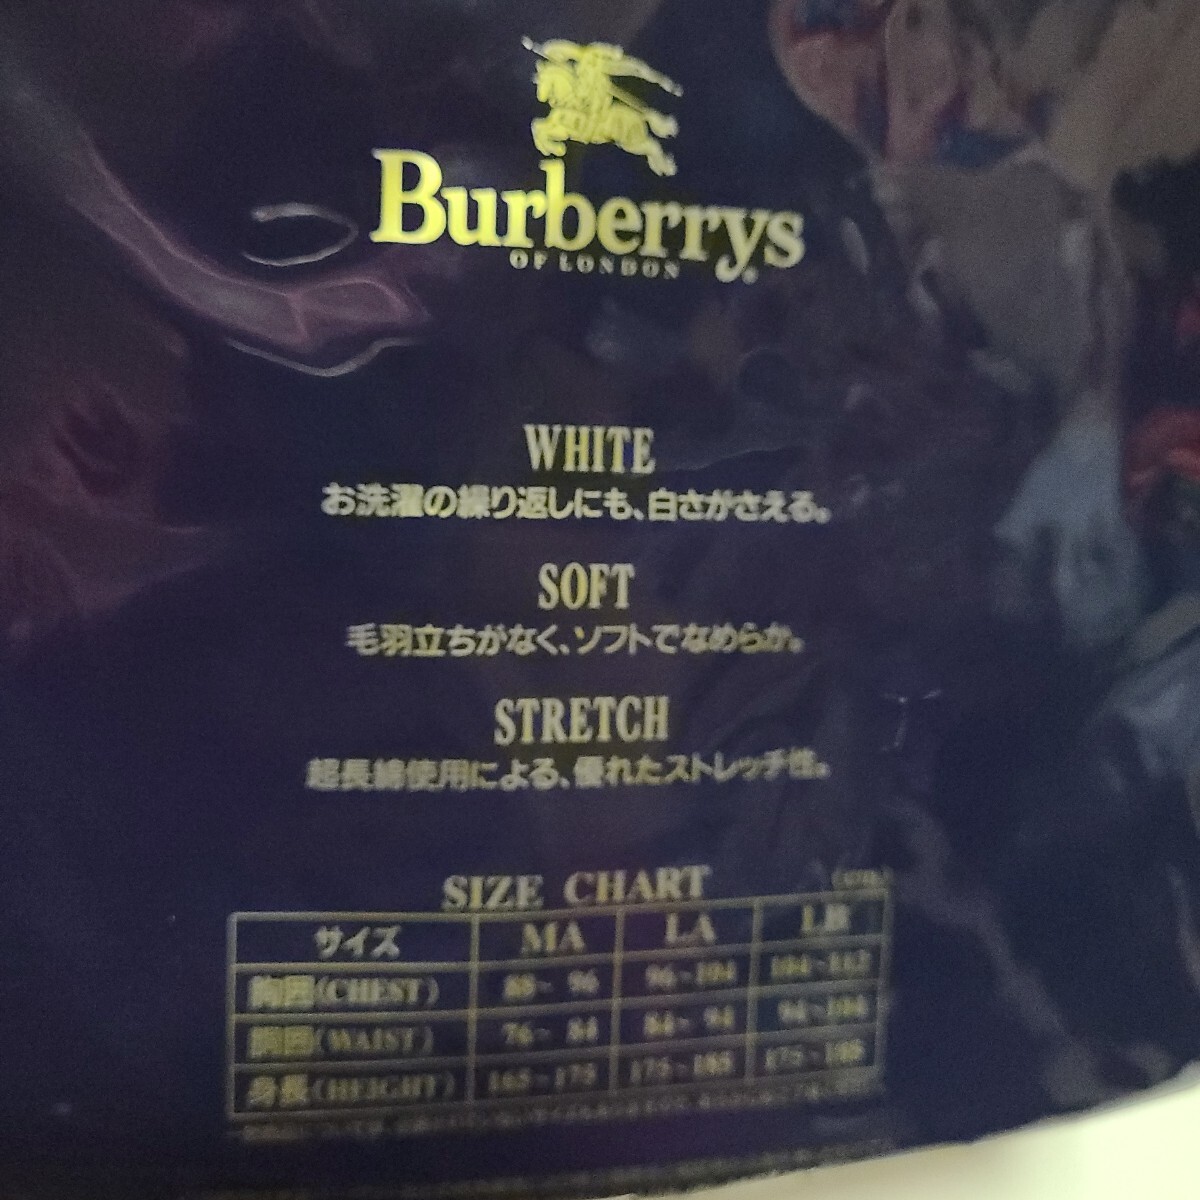 Burberrys
OF LONDON
WHITE
お洗濯の繰り返しにも、白さがさえる。
SOFT
毛羽立ちがなく、ソフトでなめらか。
STRETCH
超長綿使用による、優れたストレッチ性。
SIZE CHART (cm)
サイズ MA LA LB
胸囲(CHEST) 88~96 96~104 104~112
胴囲(WAIST) 76~84 84~94 94~104
身長(HEIGHT) 165~175 175~185 175~185